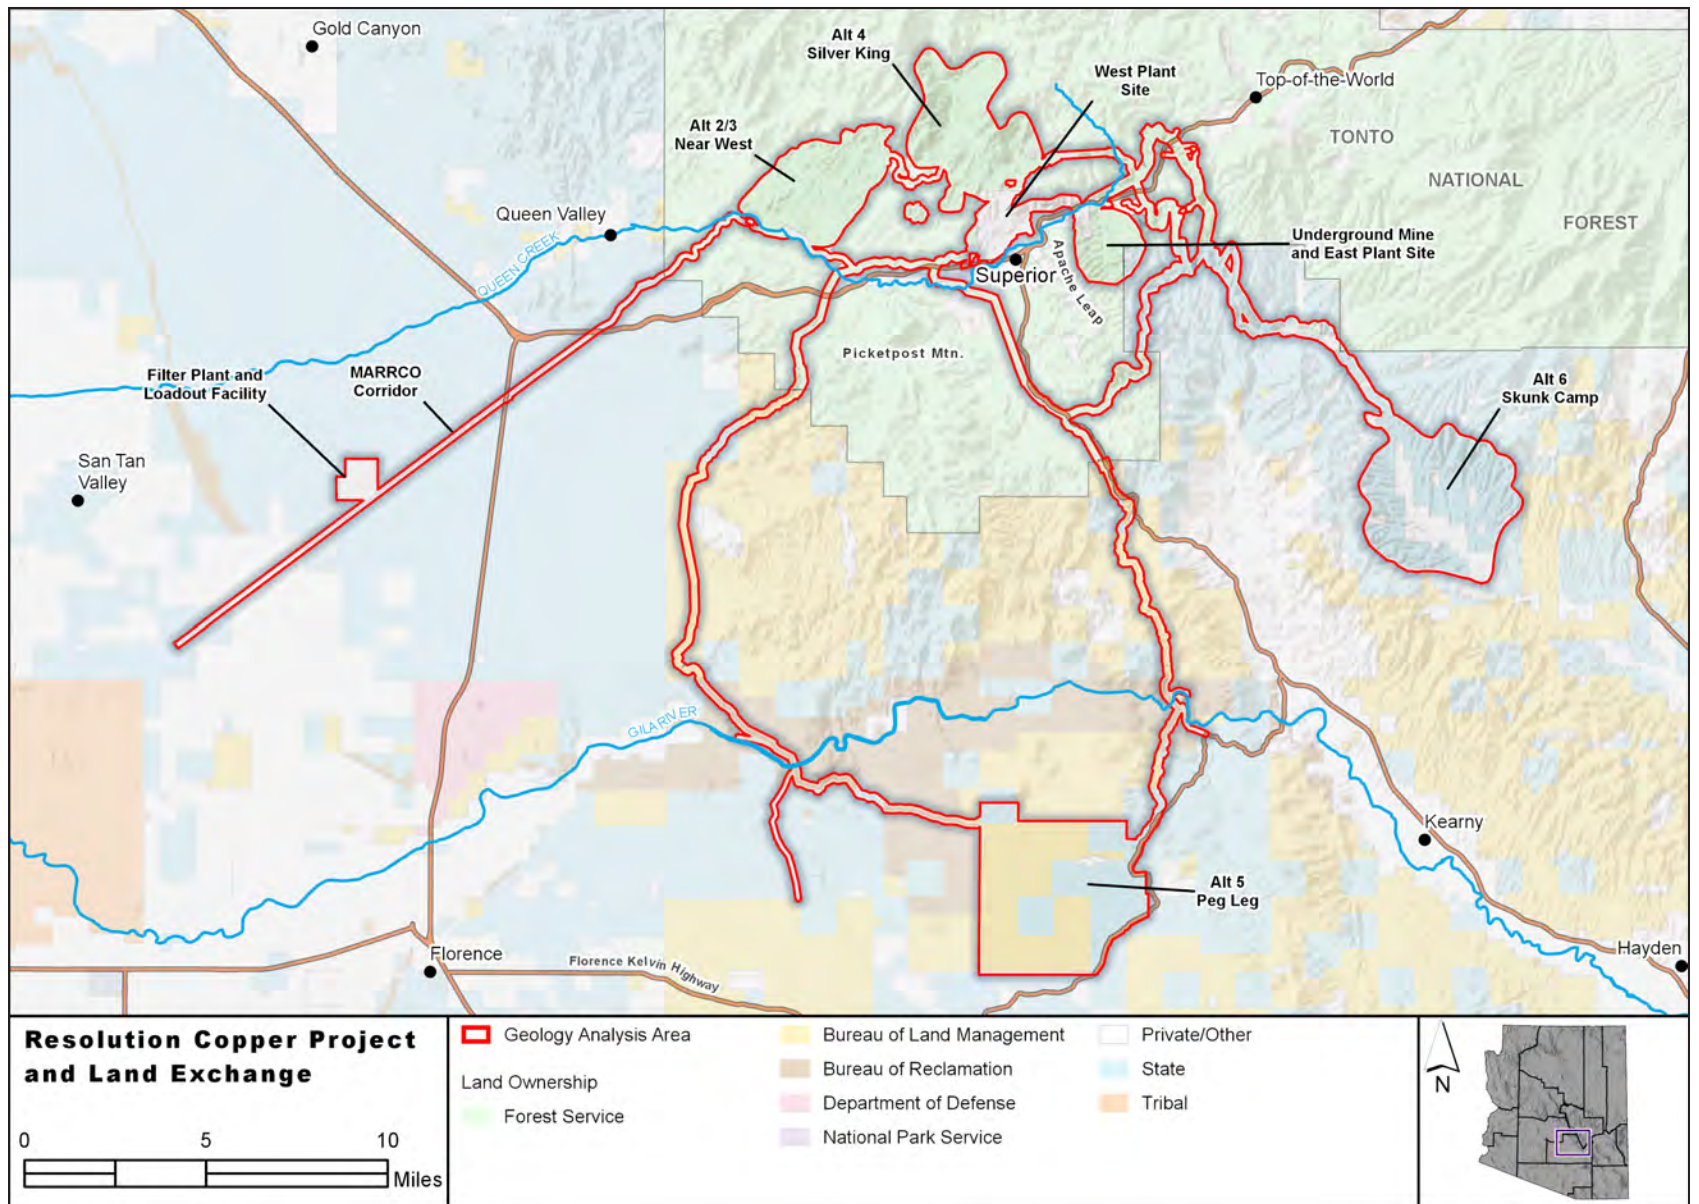 Gold Canyon
Alt 4
Silver King
West Plant
Site
Top-of-the-World
Alt 2/3
Near West
TONTO
NATIONAL
FOREST
Queen Valley
QUEEN CREEK
Underground Mine
and East Plant Site
Apache Leap
Superior
Picketpost Mtn.
Filter Plant and
Loadout Facility
MARRCO
Corridor
Alt 6
Skunk Camp
San Tan
Valley
GILA RIVER
Kearny
Alt 5
Peg Leg
Florence
Florence Kelvin Highway
Hayden
Resolution Copper Project
and Land Exchange
0 5 10
Miles
Geology Analysis Area
Land Ownership
Forest Service
Bureau of Land Management
Bureau of Reclamation
Department of Defense
National Park Service
Private/Other
State
Tribal
N